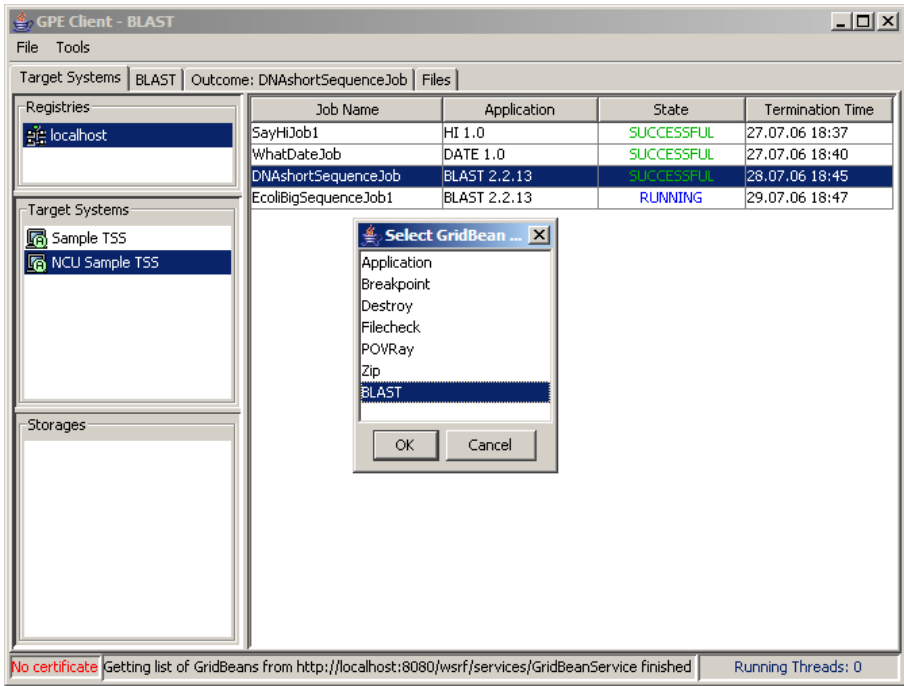 GPE Client - BLAST
File Tools
Target Systems BLAST Outcome: DNAshortSequenceJob Files
Registries
localhost
Target Systems
Sample TSS
NCU Sample TSS
Storages
Job Name Application State Termination Time
SayHiJob1 HI 1.0 SUCCESSFUL 27.07.06 18:37
WhatDateJob DATE 1.0 SUCCESSFUL 27.07.06 18:40
DNAshortSequenceJob BLAST 2.2.13 SUCCESSFUL 28.07.06 18:45
EcoliBigSequenceJob1 BLAST 2.2.13 RUNNING 29.07.06 18:47
Select GridBean ...
Application
Breakpoint
Destroy
Filecheck
POVRay
Zip
BLAST
OK Cancel
No certificate Getting list of GridBeans from http://localhost:8080/wsrf/services/GridBeanService finished Running Threads: 0